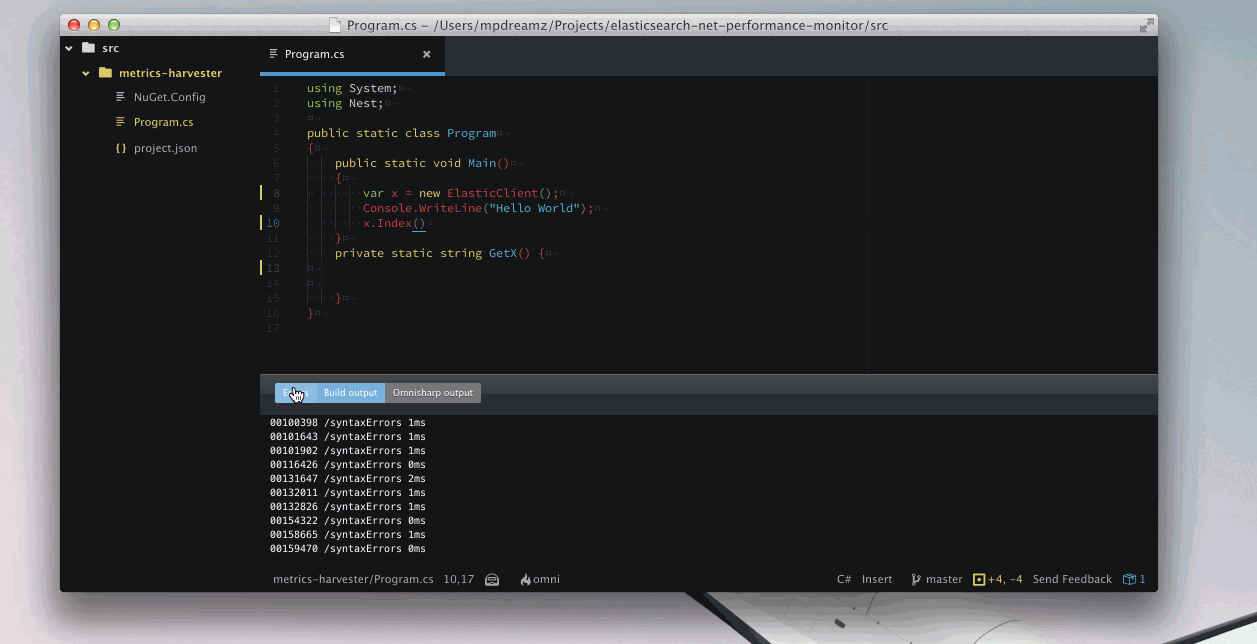 Program.cs – /Users/mpdreamz/Projects/elasticsearch-net-performance-monitor/src
src
metrics-harvester
NuGet.Config
Program.cs
{} project.json
Program.cs
1 using System;
2 using Nest;
3
4 public static class Program
5 {
6 public static void Main()
7 {
8 var x = new ElasticClient();
9 Console.WriteLine("Hello World");
10 x.Index()
11 }
12 private static string GetX() {
13
14
15 }
16 }
17
Build output Omnisharp output
00100398 /syntaxErrors 1ms
00101643 /syntaxErrors 1ms
00101902 /syntaxErrors 1ms
00116426 /syntaxErrors 0ms
00131647 /syntaxErrors 2ms
00132011 /syntaxErrors 1ms
00132826 /syntaxErrors 1ms
00154322 /syntaxErrors 0ms
00158665 /syntaxErrors 1ms
00159470 /syntaxErrors 0ms
metrics-harvester/Program.cs 10,17 omni C# Insert master +4, -4 Send Feedback 1